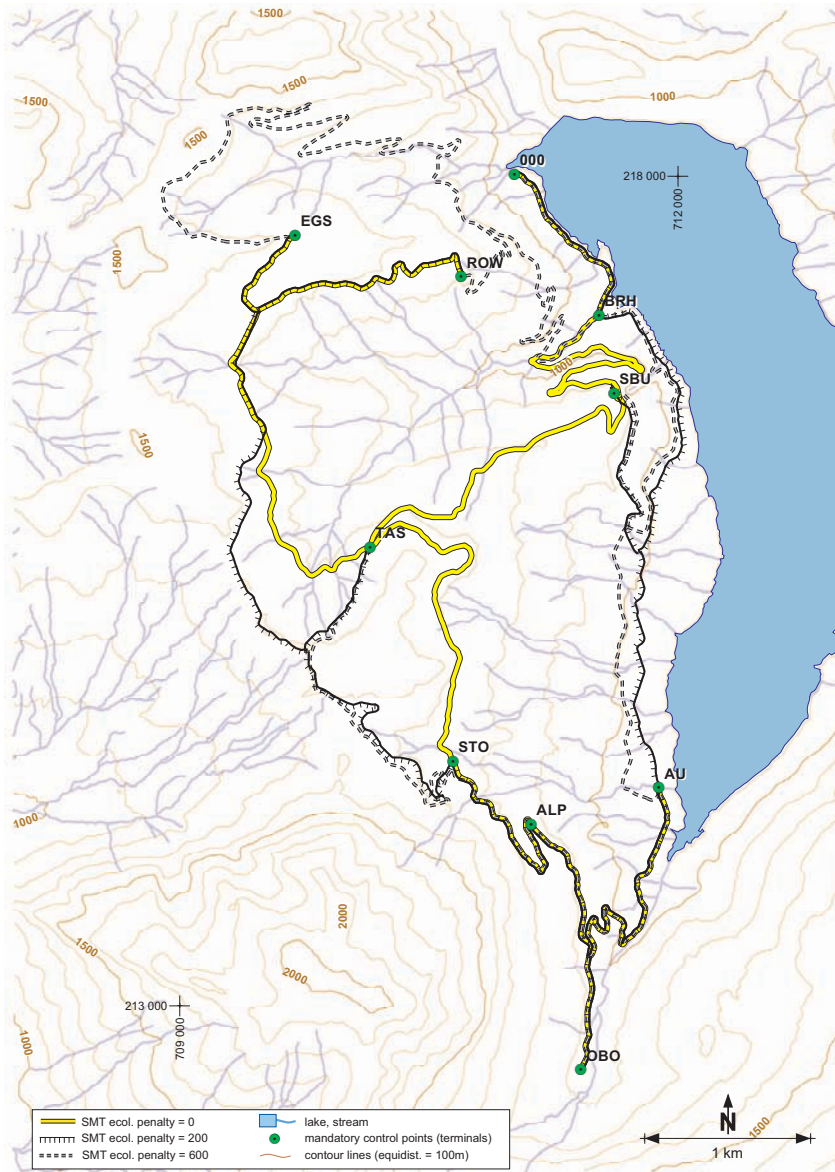 1500
1500
1500
1500
1000
000
218 000
712 000
EGS
1500
ROW
BRH
1000
SBU
1500
TAS
STO
AU
ALP
1000
2000
1500
2000
213 000
709 000
1000
OBO
1500
SMT ecol. penalty = 0
SMT ecol. penalty = 200
SMT ecol. penalty = 600
lake, stream
mandatory control points (terminals)
contour lines (equidist. = 100m)
N
1 km